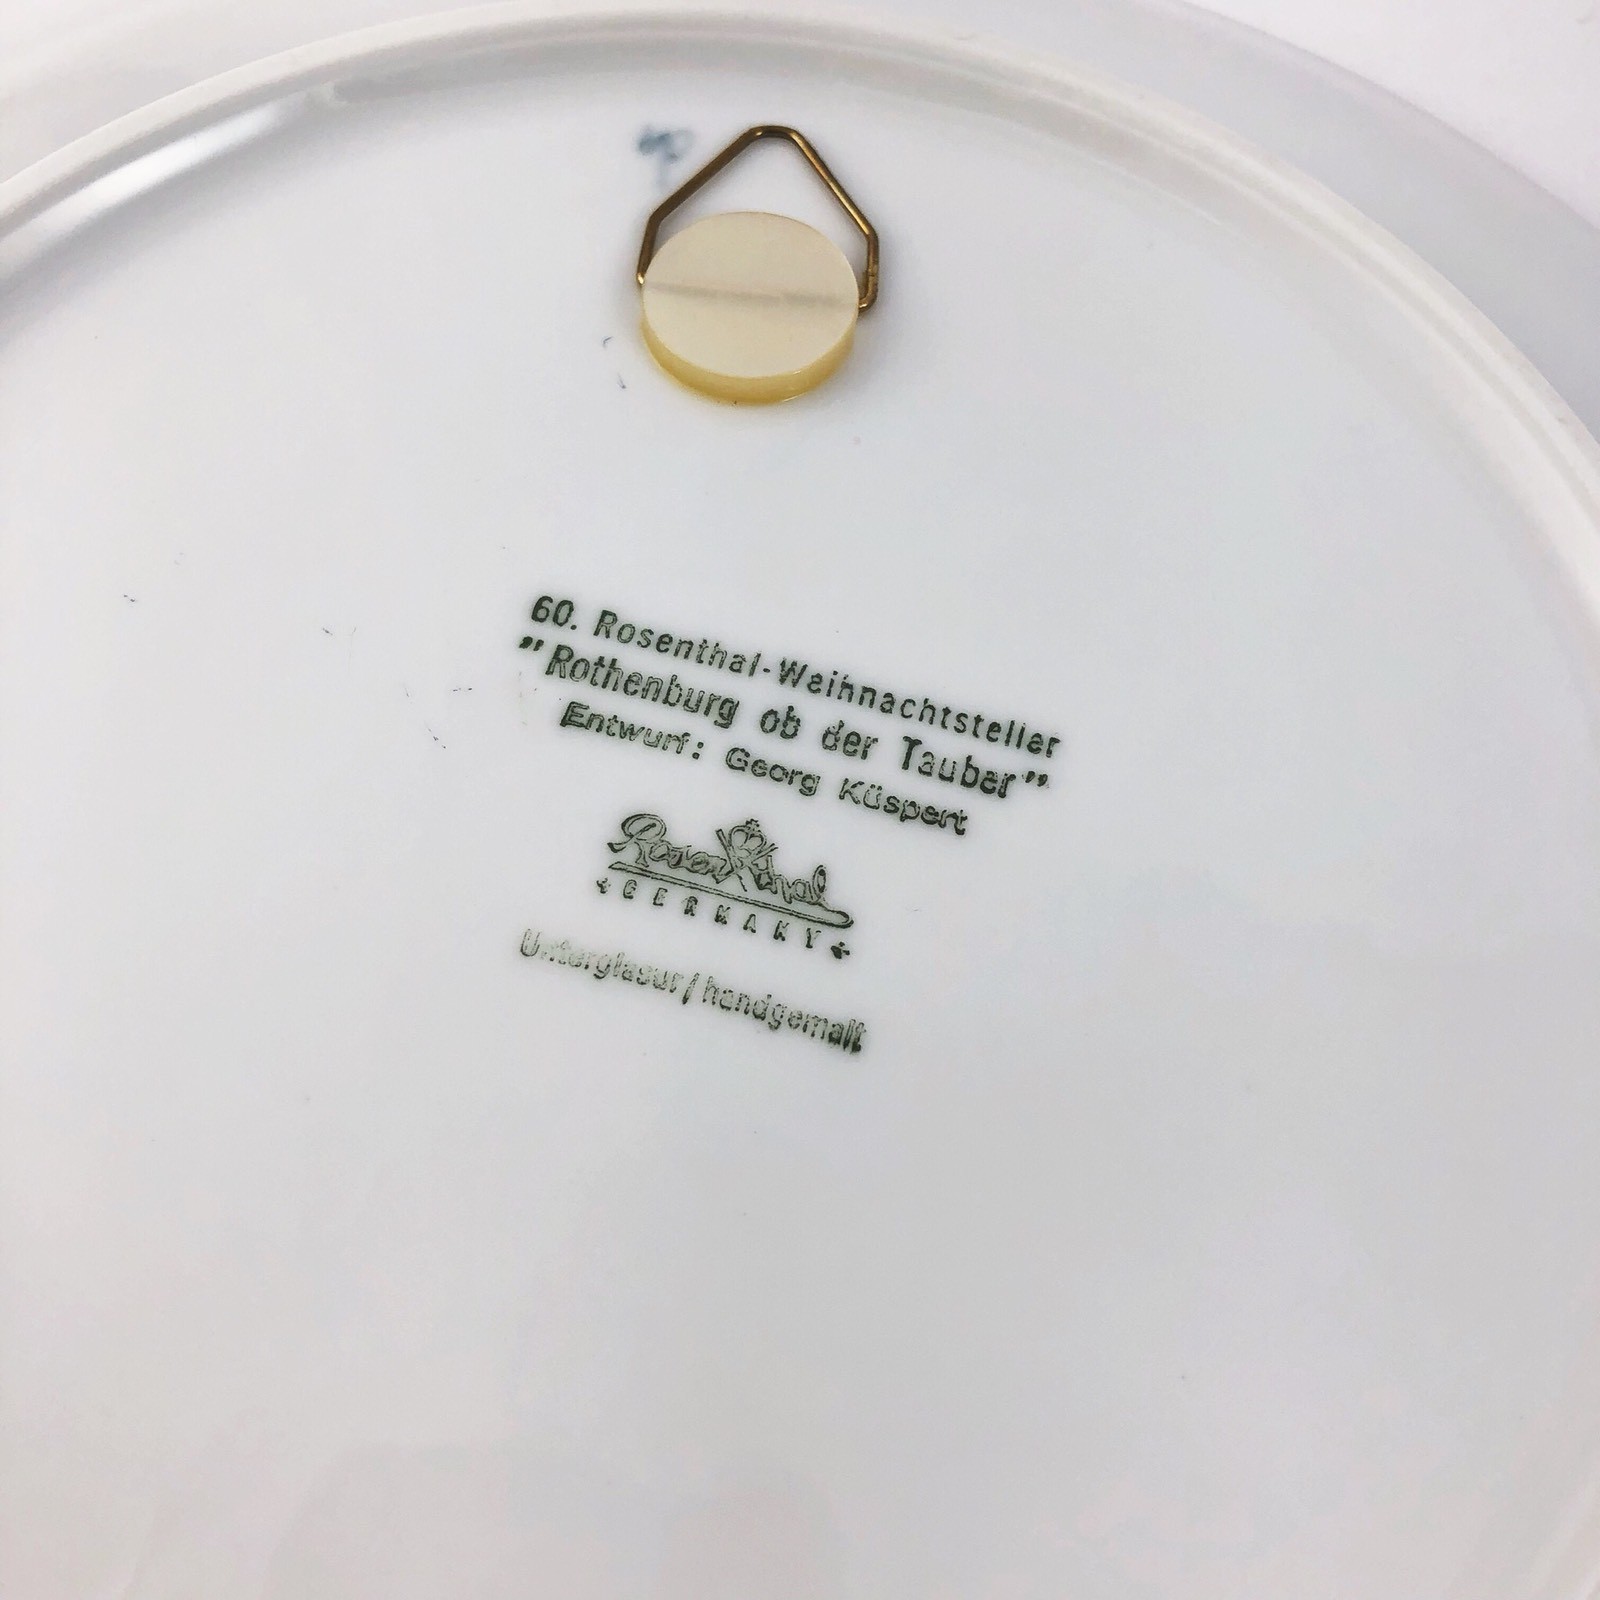 60. Rosenthal-Weihnachtsteller
"Rothenburg ob der Tauber"
Entwurf: Georg Küspert
Rosenthal
GERMANY
Unterglasur/handgemalt